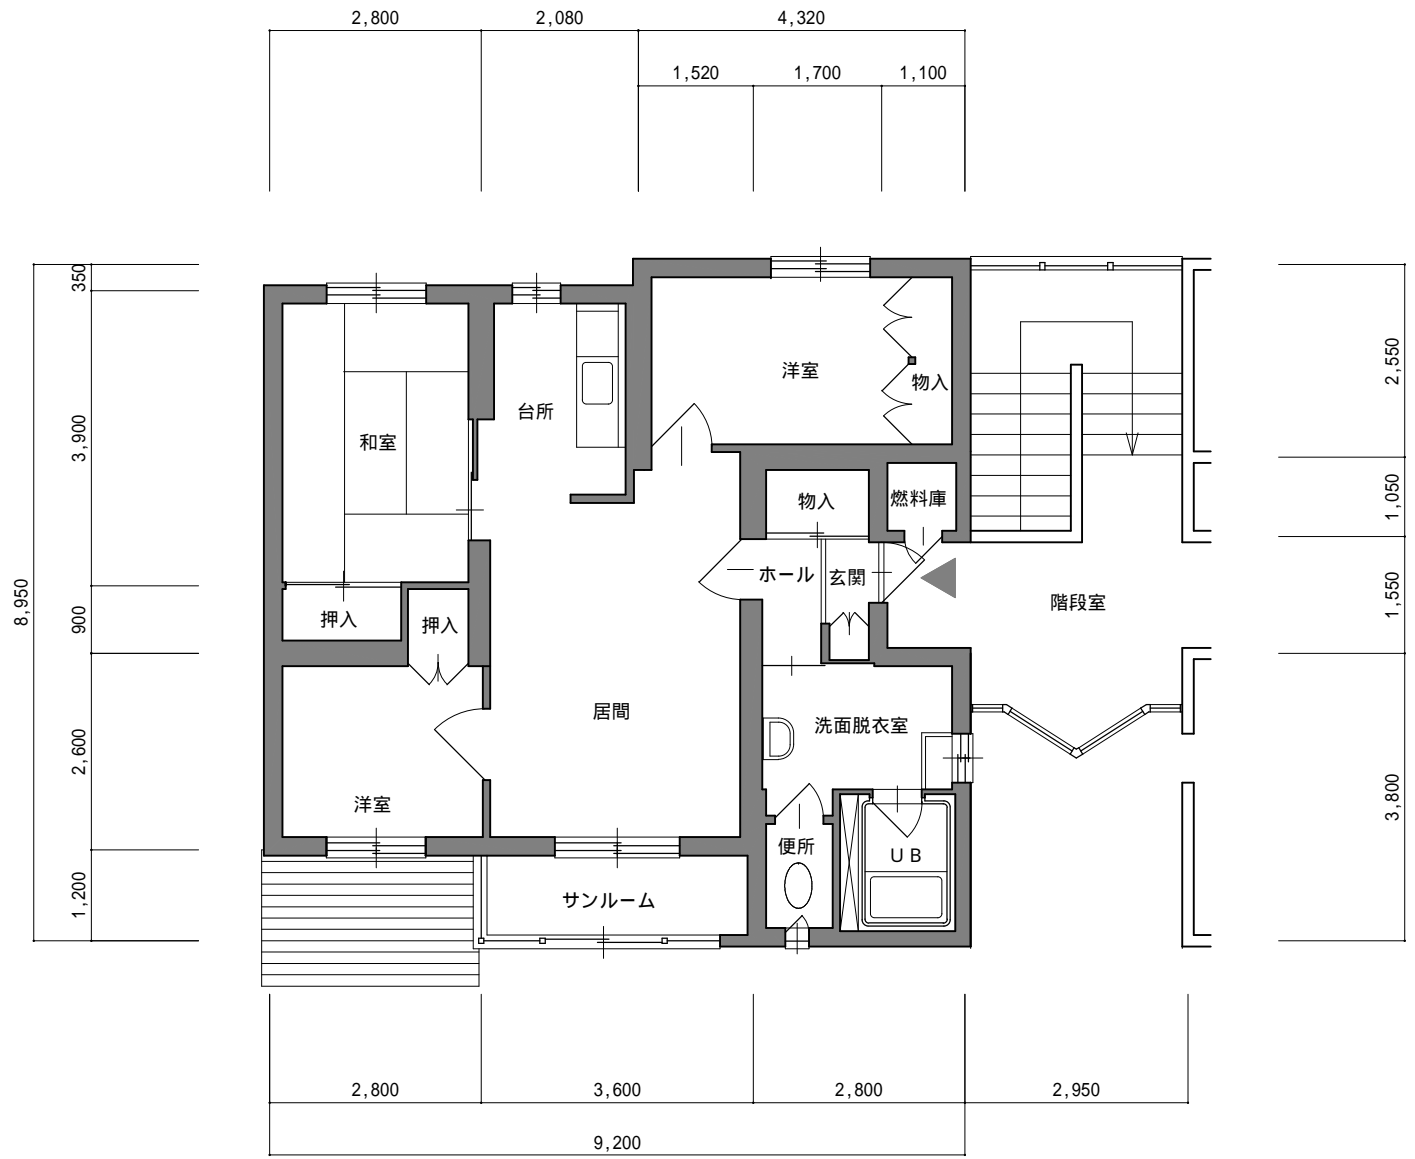 2,800
2,080
4,320
1,520
1,700
1,100
350
3,900
900
2,600
1,200
8,950
2,550
1,050
1,550
3,800
洋室
物入
台所
和室
物入
燃料庫
ホール
玄関
階段室
押入
押入
居間
洗面脱衣室
洋室
便所
UB
サンルーム
2,800
3,600
2,800
2,950
9,200